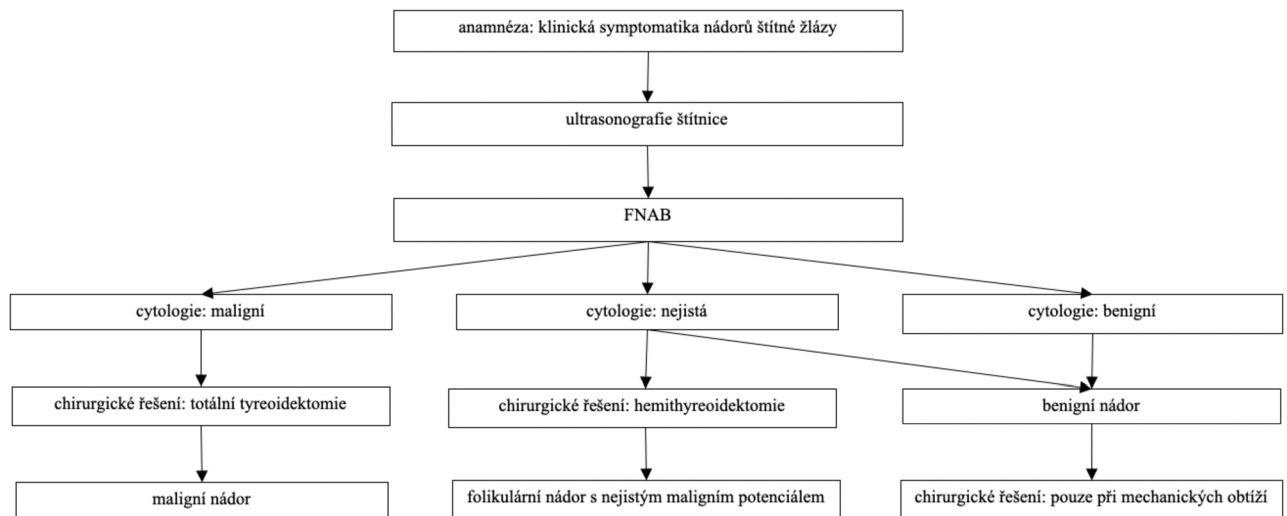 anamnéza: klinická symptomatika nádorů štítné žlázy
ultrasonografie štítnice
FNAB
cytologie: maligní
cytologie: nejistá
cytologie: benigní
chirurgické řešení: totální tyreoidektomie
chirurgické řešení: hemithyreoidektomie
benigní nádor
maligní nádor
folikulární nádor s nejistým maligním potenciálem
chirurgické řešení: pouze při mechanických obtíží